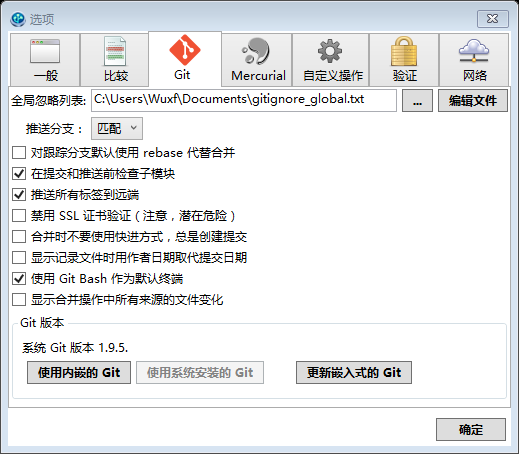 选项
一般
比较
Git
Mercurial
自定义操作
验证
网络
全局忽略列表: C:\Users\Wuxf\Documents\gitignore_global.txt ... 编辑文件
推送分支： 匹配
对跟踪分支默认使用 rebase 代替合并
在提交和推送前检查子模块
推送所有标签到远端
禁用 SSL 证书验证（注意，潜在危险）
合并时不要使用快进方式，总是创建提交
显示记录文件时用作者日期取代提交日期
使用 Git Bash 作为默认终端
显示合并操作中所有来源的文件变化
Git 版本
系统 Git 版本 1.9.5.
使用内嵌的 Git 使用系统安装的 Git 更新嵌入式的 Git
确定